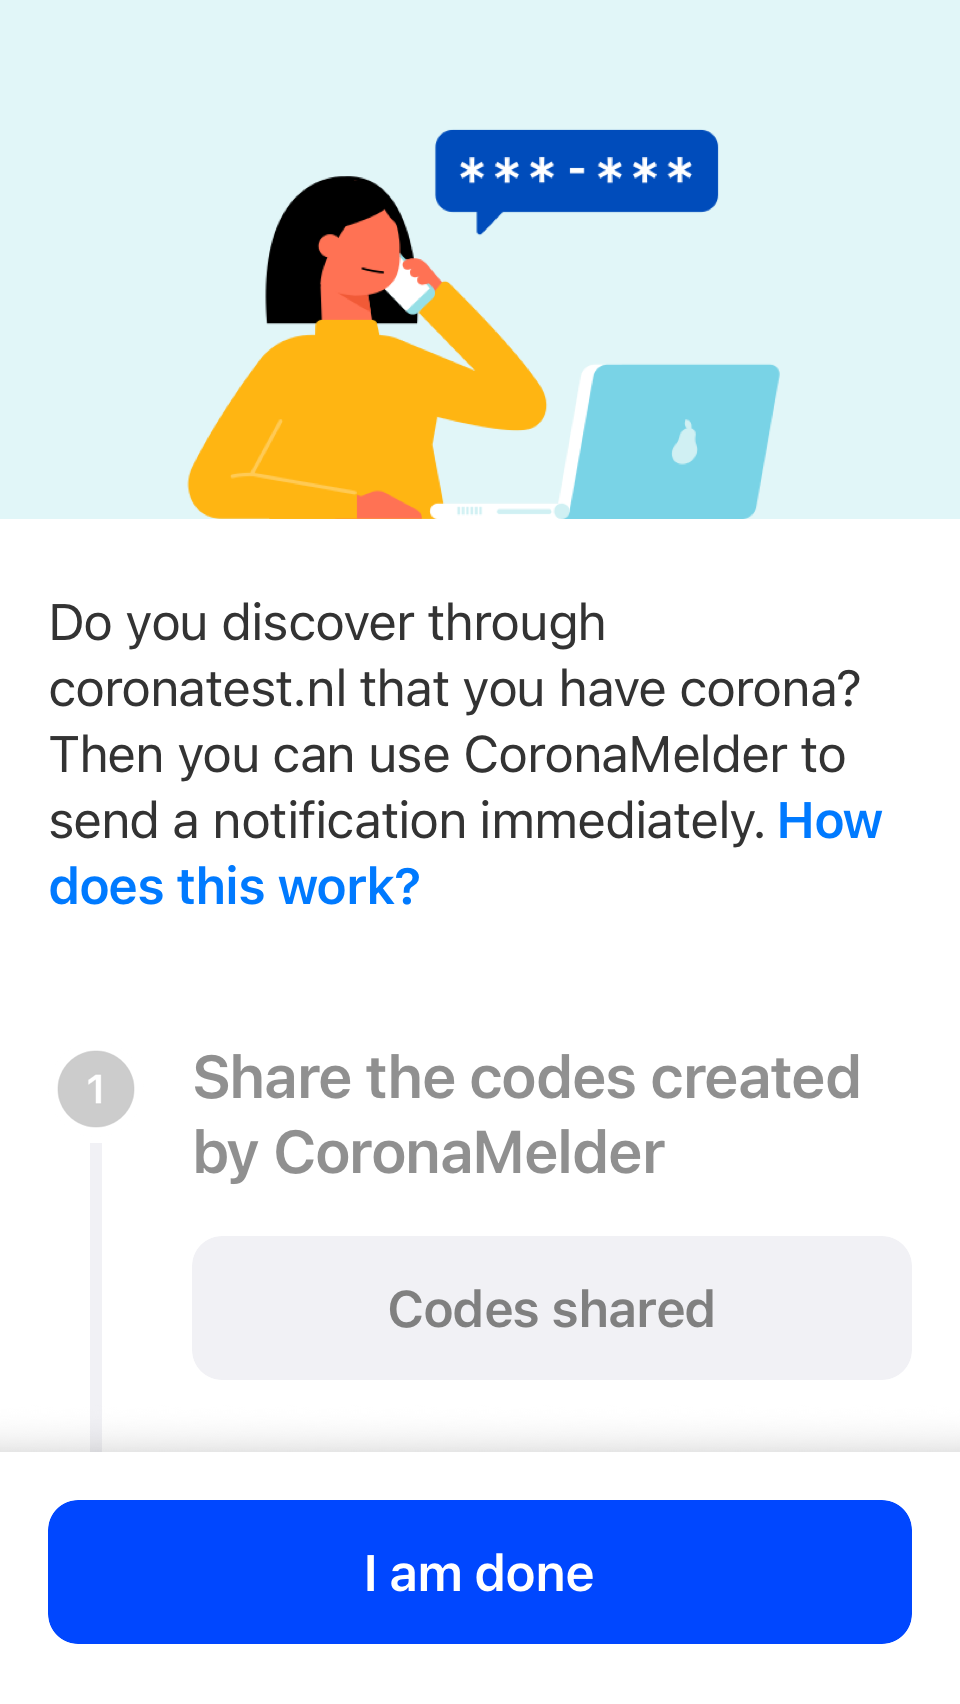 ***-***
Do you discover through
coronatest.nl that you have corona?
Then you can use CoronaMelder to
send a notification immediately. How
does this work?
1
Share the codes created
by CoronaMelder
Codes shared
I am done